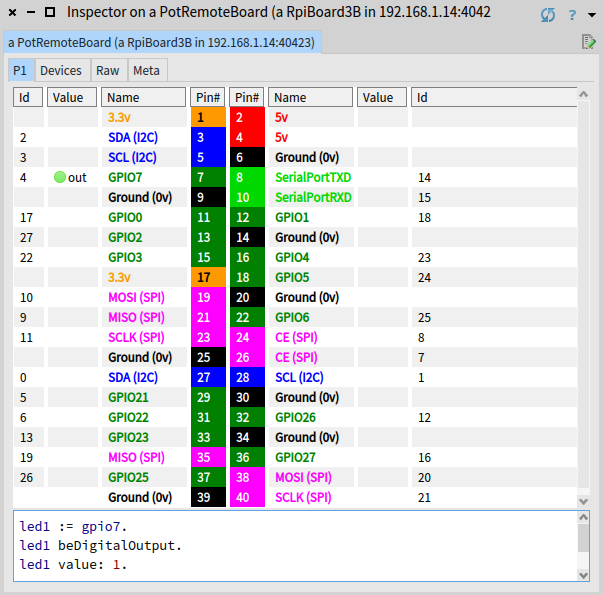 Inspector on a PotRemoteBoard (a RpiBoard3B in 192.168.1.14:4042
a PotRemoteBoard (a RpiBoard3B in 192.168.1.14:40423)
P1 Devices Raw Meta
Id Value Name Pin# Pin# Name Value Id
3.3v 1 2 5v
2 SDA (I2C) 3 4 5v
3 SCL (I2C) 5 6 Ground (0v)
4 out GPIO7 7 8 SerialPortTXD 14
Ground (0v) 9 10 SerialPortRXD 15
17 GPIO0 11 12 GPIO1 18
27 GPIO2 13 14 Ground (0v)
22 GPIO3 15 16 GPIO4 23
3.3v 17 18 GPIO5 24
10 MOSI (SPI) 19 20 Ground (0v)
9 MISO (SPI) 21 22 GPIO6 25
11 SCLK (SPI) 23 24 CE (SPI) 8
Ground (0v) 25 26 CE (SPI) 7
0 SDA (I2C) 27 28 SCL (I2C) 1
5 GPIO21 29 30 Ground (0v)
6 GPIO22 31 32 GPIO26 12
13 GPIO23 33 34 Ground (0v)
19 MISO (SPI) 35 36 GPIO27 16
26 GPIO25 37 38 MOSI (SPI) 20
Ground (0v) 39 40 SCLK (SPI) 21
led1 := gpio7.
led1 beDigitalOutput.
led1 value: 1.